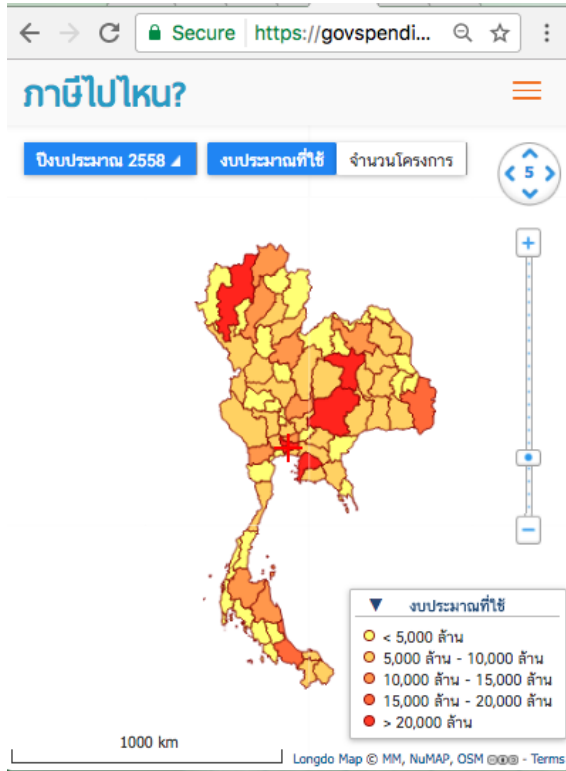 Secure https://govspendi...
ภาษีไปไหน?
ปีงบประมาณ 2558 งบประมาณที่ใช้ จำนวนโครงการ
5
+
−
▼ งบประมาณที่ใช้
< 5,000 ล้าน
5,000 ล้าน - 10,000 ล้าน
10,000 ล้าน - 15,000 ล้าน
15,000 ล้าน - 20,000 ล้าน
> 20,000 ล้าน
1000 km
Longdo Map © MM, NuMAP, OSM - Terms